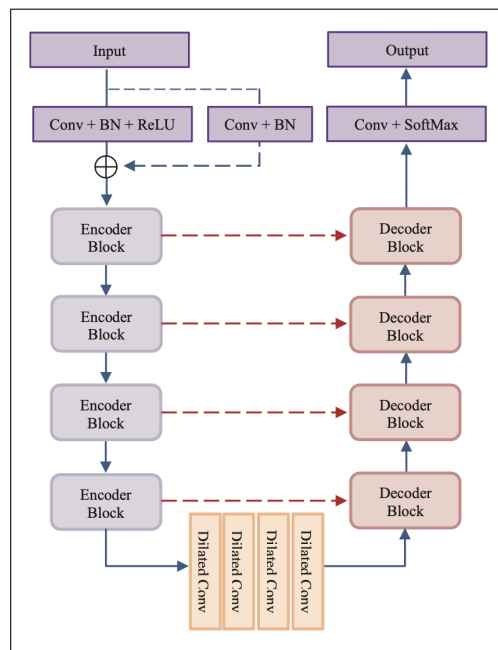 Input
Output
Conv + BN + ReLU
Conv + BN
Conv + SoftMax
Encoder
Block
Decoder
Block
Encoder
Block
Decoder
Block
Encoder
Block
Decoder
Block
Encoder
Block
Decoder
Block
Dilated Conv
Dilated Conv
Dilated Conv
Dilated Conv